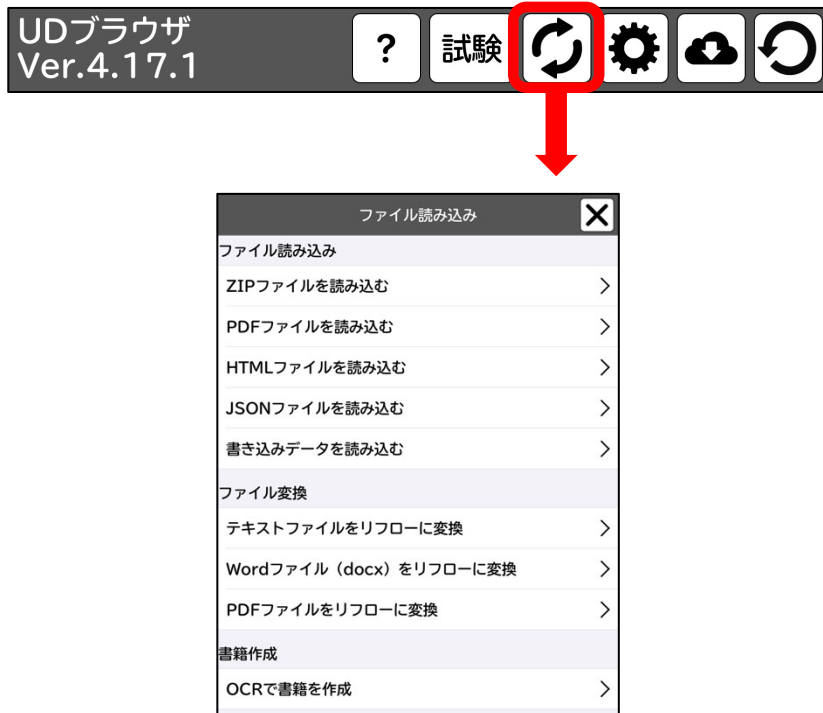 UDブラウザ
Ver.4.17.1
?
試験
ファイル読み込み
ファイル読み込み
ZIPファイルを読み込む
PDFファイルを読み込む
HTMLファイルを読み込む
JSONファイルを読み込む
書き込みデータを読み込む
ファイル変換
テキストファイルをリフローに変換
Wordファイル（docx）をリフローに変換
PDFファイルをリフローに変換
書籍作成
OCRで書籍を作成